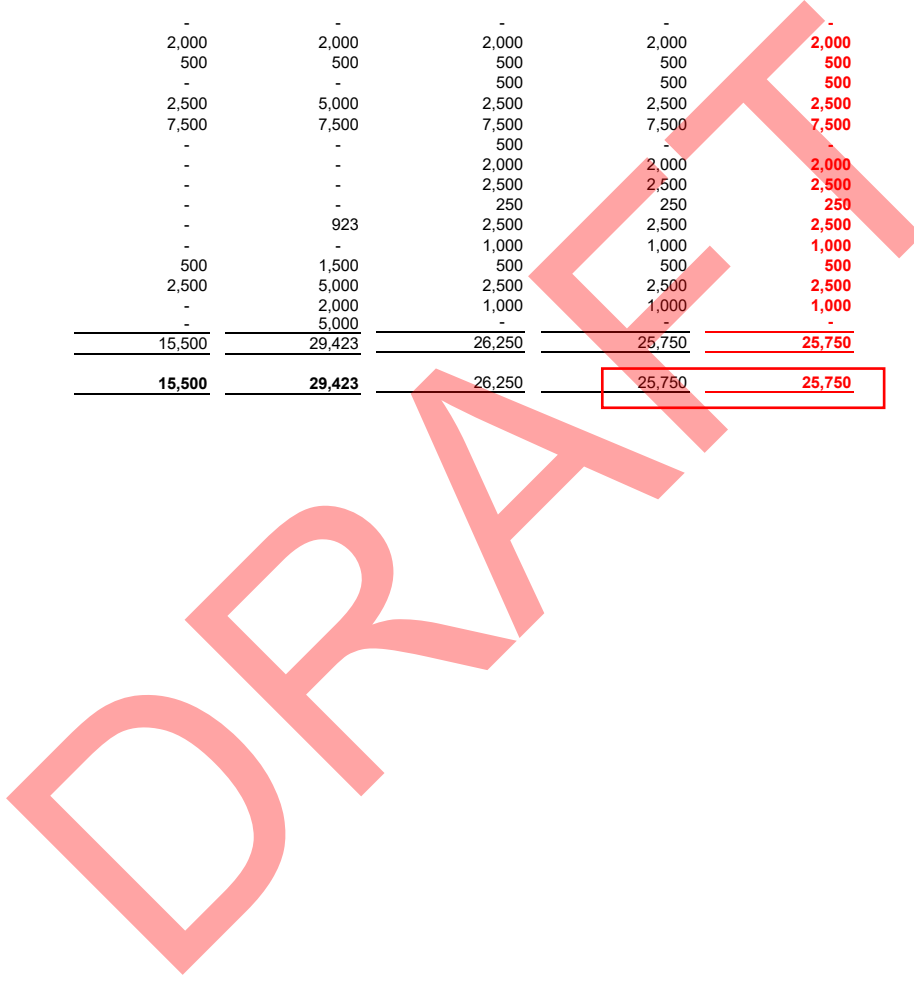 - - - - -
2,000 2,000 2,000 2,000 2,000
500 500 500 500 500
- - 500 500 500
2,500 5,000 2,500 2,500 2,500
7,500 7,500 7,500 7,500 7,500
- - 500 - -
- - 2,000 2,000 2,000
- - 2,500 2,500 2,500
- - 250 250 250
- 923 2,500 2,500 2,500
- - 1,000 1,000 1,000
500 1,500 500 500 500
2,500 5,000 2,500 2,500 2,500
- 2,000 1,000 1,000 1,000
- 5,000 - - -
15,500 29,423 26,250 25,750 25,750
15,500 29,423 26,250 25,750 25,750
DRAFT